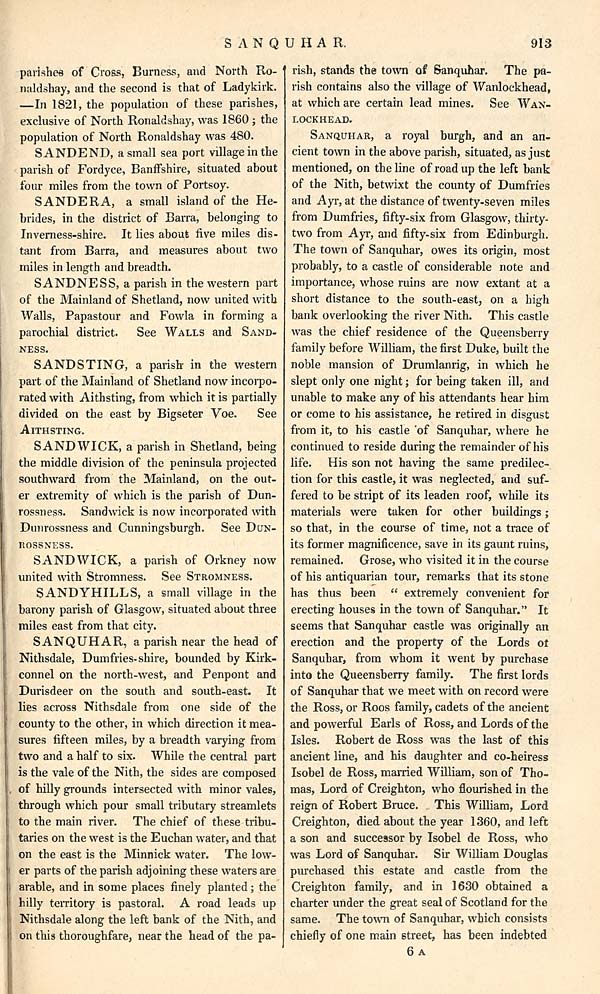 SANQUHAR. 913
parishes of Cross, Burness, and North Ro-
naldshay, and the second is that of Ladykirk.
—In 1821, the population of these parishes,
exclusive of North Ronaldshay, was 1860; the
population of North Ronaldshay was 480.
SANDEND, a small sea port village in the
parish of Fordyce, Banffshire, situated about
four miles from the town of Portsoy.
SANDERA, a small island of the He-
brides, in the district of Barra, belonging to
Inverness-shire. It lies about five miles dis-
tant from Barra, and measures about two
miles in length and breadth.
SANDNESS, a parish in the western part
of the Mainland of Shetland, now united with
Walls, Papastour and Fowla in forming a
parochial district. See WALLS and SAND-
NESS.
SANDSTING, a parish in the western
part of the Mainland of Shetland now incorpo-
rated with Aithsting, from which it is partially
divided on the east by Bigseter Voe. See
AITHSTING.
SANDWICK, a parish in Shetland, being
the middle division of the peninsula projected
southward from the Mainland, on the out-
er extremity of which is the parish of Dun-
rossness. Sandwick is now incorporated with
Dunrossness and Cunningsburgh. See DUN-
ROSSNESS.
SANDWICK, a parish of Orkney now
united with Stromness. See STROMNESS.
SANDYHILLS, a small village in the
barony parish of Glasgow, situated about three
miles east from that city.
SANQUHAR, a parish near the head of
Nithsdale, Dumfries-shire, bounded by Kirk-
connel on the north-west, and Penpont and
Durisdeer on the south and south-east. It
lies across Nithsdale from one side of the
county to the other, in which direction it mea-
sures fifteen miles, by a breadth varying from
two and a half to six. While the central part
is the vale of the Nith, the sides are composed
of hilly grounds intersected with minor vales,
through which pour small tributary streamlets
to the main river. The chief of these tribu-
taries on the west is the Euchan water, and that
on the east is the Minnick water. The low-
er parts of the parish adjoining these waters are
arable, and in some places finely planted; the
hilly territory is pastoral. A road leads up
Nithsdale along the left bank of the Nith, and
on this thoroughfare, near the head of the pa-
rish, stands the town of Sanquhar. The pa-
rish contains also the village of Wanlockhead,
at which are certain lead mines. See WAN-
LOCKHEAD.
SANQUHAR, a royal burgh, and an an-
cient town in the above parish, situated, as just
mentioned, on the line of road up the left bank
of the Nith, betwixt the county of Dumfries
and Ayr, at the distance of twenty-seven miles
from Dumfries, fifty-six from Glasgow, thirty-
two from Ayr, and fifty-six from Edinburgh.
The town of Sanquhar, owes its origin, most
probably, to a castle of considerable note and
importance, whose ruins are now extant at a
short distance to the south-east, on a high
bank overlooking the river Nith. This castle
was the chief residence of the Queensberry
family before William, the first Duke, built the
noble mansion of Drumlanrig, in which he
slept only one night; for being taken ill, and
unable to make any of his attendants hear him
or come to his assistance, he retired in disgust
from it, to his castle of Sanquhar, where he
continued to reside during the remainder of his
life. His son not having the same predilec-
tion for this castle, it was neglected, and suf-
fered to be stript of its leaden roof, while its
materials were taken for other buildings;
so that, in the course of time, not a trace of
its former magnificence, save in its gaunt ruins,
remained. Grose, who visited it in the course
of his antiquarian tour, remarks that its stone
has thus been “ extremely convenient for
erecting houses in the town of Sanquhar.” It
seems that Sanquhar castle was originally an
erection and the property of the Lords of
Sanquhar, from whom it went by purchase
into the Queensberry family. The first lords
of Sanquhar that we meet with on record were
the Ross, or Roos family, cadets of the ancient
and powerful Earls of Ross, and Lords of the
Isles. Robert de Ross was the last of this
ancient line, and his daughter and co-heiress
Isobel de Ross, married William, son of Tho-
mas, Lord of Creighton, who flourished in the
reign of Robert Bruce. This William, Lord
Creighton, died about the year 1360, and left
a son and successor by Isobel de Ross, who
was Lord of Sanquhar. Sir William Douglas
purchased this estate and castle from the
Creighton family, and in 1630 obtained a
charter under the great seal of Scotland for the
same. The town of Sanquhar, which consists
chiefly of one main street, has been indebted
6 A